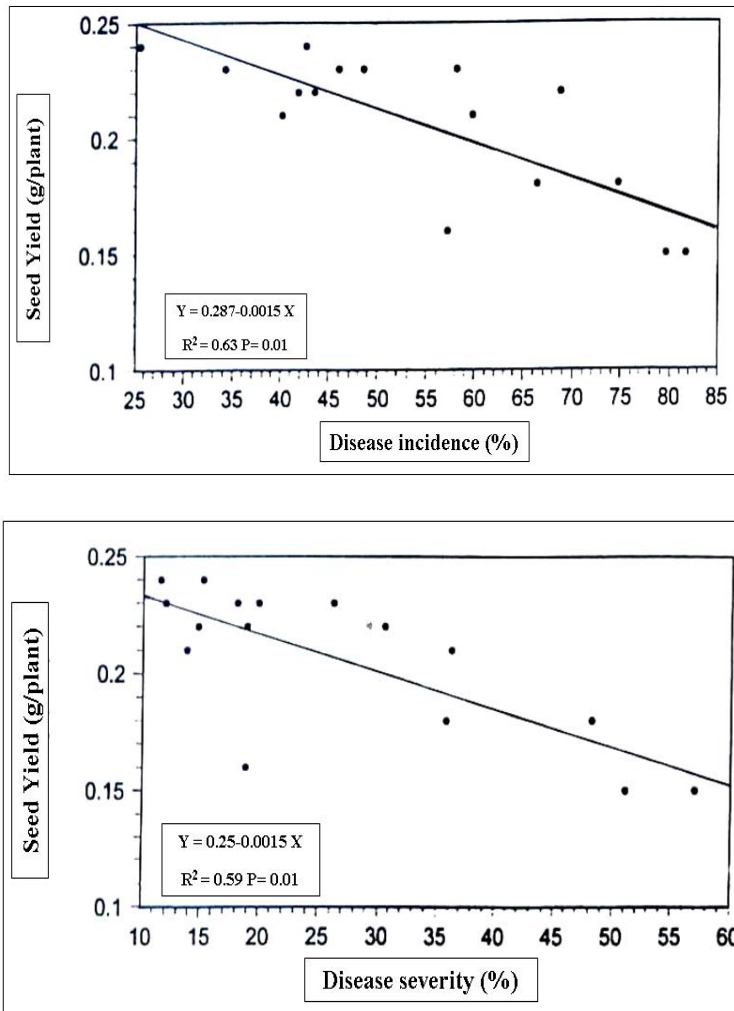 0.25
0.2
0.15
0.1
Seed Yield (g/plant)
Y = 0.287-0.0015 X
R² = 0.63 P= 0.01
25 30 35 40 45 50 55 60 65 70 75 80 85
Disease incidence (%)
0.25
0.2
0.15
0.1
Seed Yield (g/plant)
Y = 0.25-0.0015 X
R² = 0.59 P= 0.01
10 15 20 25 30 35 40 45 50 55 60
Disease severity (%)